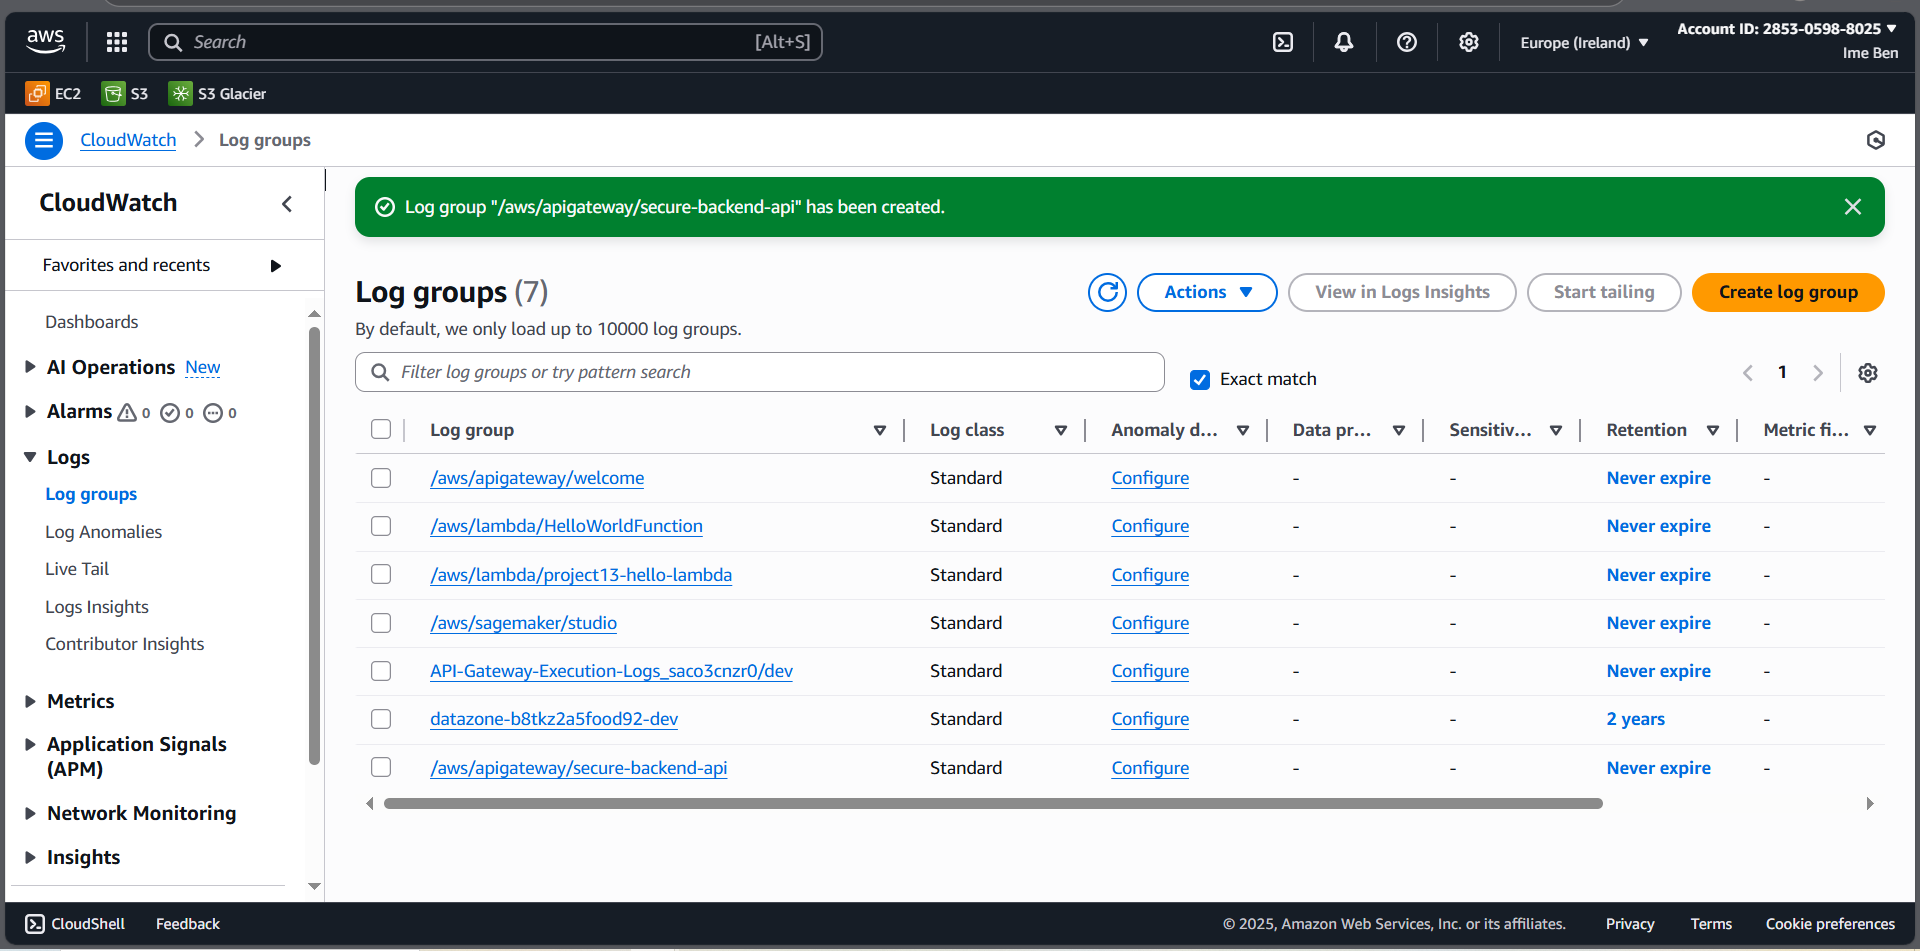 aws
Search
[Alt+S]
Europe (Ireland)
Account ID: 2853-0598-8025
Ime Ben
EC2
S3
S3 Glacier
CloudWatch
Log groups
CloudWatch
Favorites and recents
Dashboards
AI Operations New
Alarms 0 0 0
Logs
Log groups
Log Anomalies
Live Tail
Logs Insights
Contributor Insights
Metrics
Application Signals
(APM)
Network Monitoring
Insights
Log group "/aws/apigateway/secure-backend-api" has been created.
Log groups (7)
By default, we only load up to 10000 log groups.
Actions
View in Logs Insights
Start tailing
Create log group
Filter log groups or try pattern search
Exact match
1
Log group Log class Anomaly d... Data pr... Sensitiv... Retention Metric fi...
/aws/apigateway/welcome Standard Configure - - Never expire -
/aws/lambda/HelloWorldFunction Standard Configure - - Never expire -
/aws/lambda/project13-hello-lambda Standard Configure - - Never expire -
/aws/sagemaker/studio Standard Configure - - Never expire -
API-Gateway-Execution-Logs_saco3cnzr0/dev Standard Configure - - Never expire -
datazone-b8tkz2a5food92-dev Standard Configure - - 2 years -
/aws/apigateway/secure-backend-api Standard Configure - - Never expire -
CloudShell
Feedback
© 2025, Amazon Web Services, Inc. or its affiliates.
Privacy
Terms
Cookie preferences